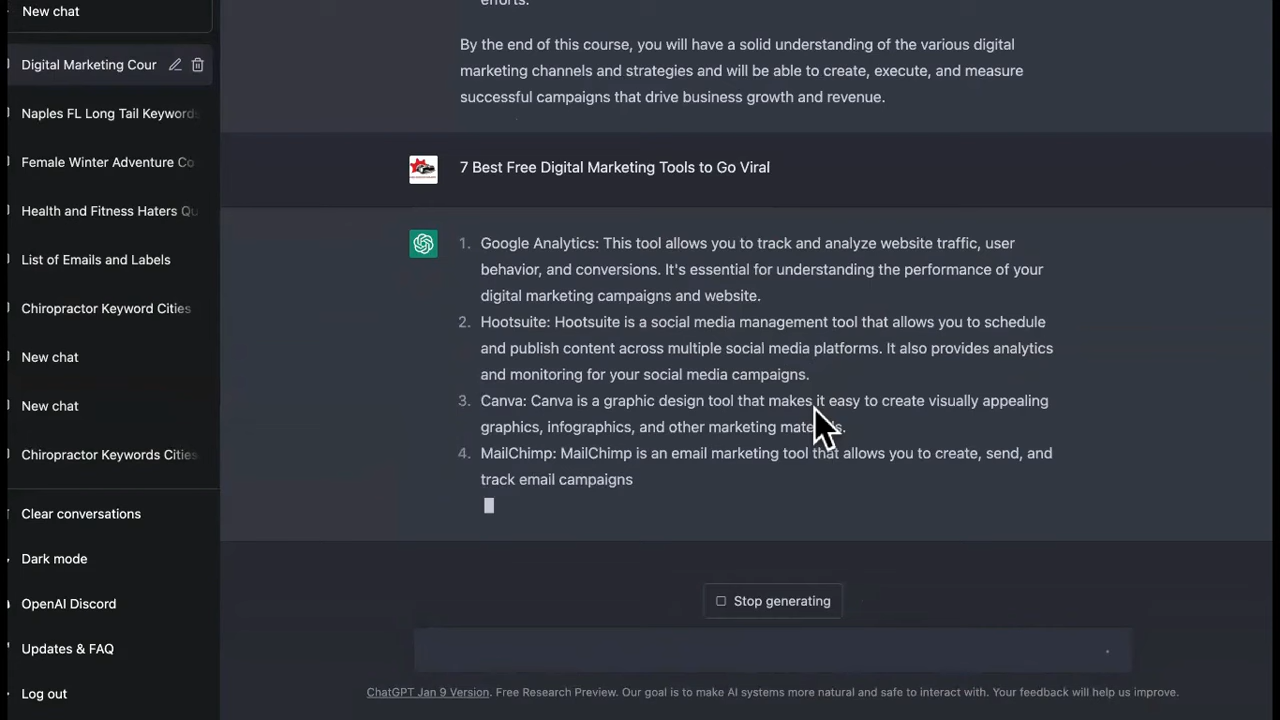 New chat
Digital Marketing Cour
Naples FL Long Tail Keywords
Female Winter Adventure Co
Health and Fitness Haters Qu
List of Emails and Labels
Chiropractor Keyword Cities
New chat
New chat
Chiropractor Keywords Cities
Clear conversations
Dark mode
OpenAI Discord
Updates & FAQ
Log out
efforts.
By the end of this course, you will have a solid understanding of the various digital
marketing channels and strategies and will be able to create, execute, and measure
successful campaigns that drive business growth and revenue.
7 Best Free Digital Marketing Tools to Go Viral
1. Google Analytics: This tool allows you to track and analyze website traffic, user
behavior, and conversions. It's essential for understanding the performance of your
digital marketing campaigns and website.
2. Hootsuite: Hootsuite is a social media management tool that allows you to schedule
and publish content across multiple social media platforms. It also provides analytics
and monitoring for your social media campaigns.
3. Canva: Canva is a graphic design tool that makes it easy to create visually appealing
graphics, infographics, and other marketing materials.
4. MailChimp: MailChimp is an email marketing tool that allows you to create, send, and
track email campaigns
Stop generating
ChatGPT Jan 9 Version. Free Research Preview. Our goal is to make AI systems more natural and safe to interact with. Your feedback will help us improve.